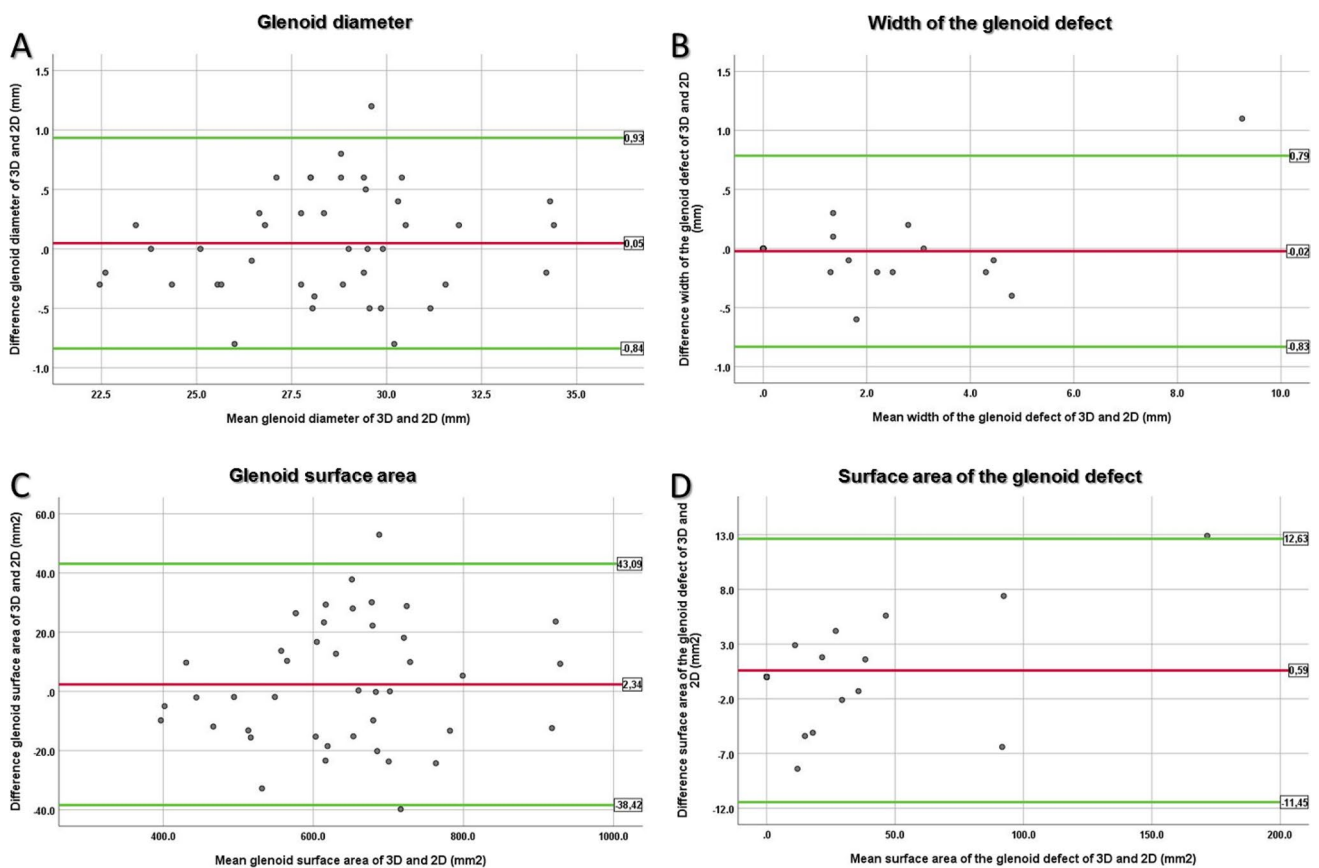 A
Glenoid diameter
Difference glenoid diameter of 3D and 2D (mm)
1.5
1.0
.5
.0
-.5
-1.0
0,93
0,05
-0,84
22.5 25.0 27.5 30.0 32.5 35.0
Mean glenoid diameter of 3D and 2D (mm)
B
Width of the glenoid defect
Difference width of the glenoid defect of 3D and 2D
(mm)
1.5
1.0
.5
.0
-.5
-1.0
0,79
-0,02
-0,83
.0 2.0 4.0 6.0 8.0 10.0
Mean width of the glenoid defect of 3D and 2D (mm)
C
Glenoid surface area
Difference glenoid surface area of 3D and 2D (mm2)
60.0
40.0
20.0
.0
-20.0
-40.0
43,09
2,34
-38,42
400.0 600.0 800.0 1000.0
Mean glenoid surface area of 3D and 2D (mm2)
D
Surface area of the glenoid defect
Difference surface area of the glenoid defect of 3D and
2D (mm2)
13.0
8.0
3.0
-2.0
-7.0
-12.0
12,63
0,59
-11,45
.0 50.0 100.0 150.0 200.0
Mean surface area of the glenoid defect of 3D and 2D (mm2)